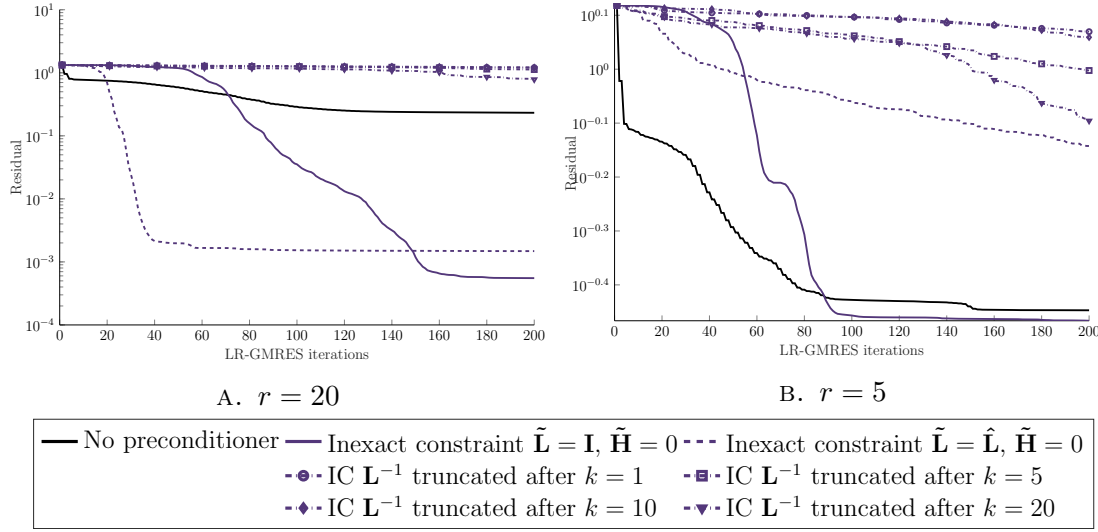 10^1
10^0
10^{-1}
10^{-2}
10^{-3}
10^{-4}
Residual
0 20 40 60 80 100 120 140 160 180 200
LR-GMRES iterations
A. r = 20
10^{0.1}
10^0
10^{-0.1}
10^{-0.2}
10^{-0.3}
10^{-0.4}
Residual
0 20 40 60 80 100 120 140 160 180 200
LR-GMRES iterations
B. r = 5
No preconditioner
Inexact constraint L̃ = I, H̃ = 0
Inexact constraint L̃ = L̂, H̃ = 0
IC L^{-1} truncated after k = 1
IC L^{-1} truncated after k = 5
IC L^{-1} truncated after k = 10
IC L^{-1} truncated after k = 20